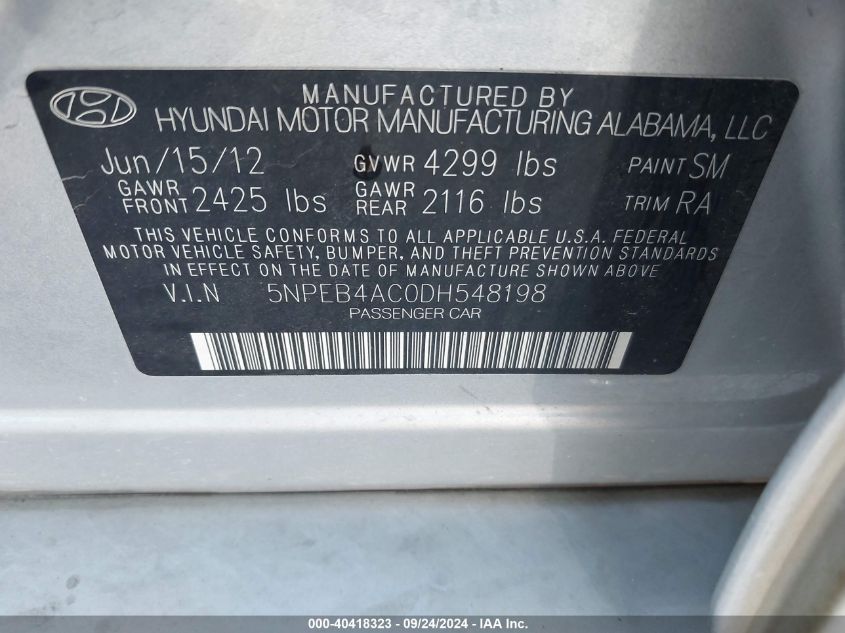 MANUFACTURED BY
HYUNDAI MOTOR MANUFACTURING ALABAMA, LLC
Jun/15/12 GVWR 4299 lbs PAINT SM
GAWR FRONT 2425 lbs GAWR REAR 2116 lbs TRIM RA
THIS VEHICLE CONFORMS TO ALL APPLICABLE U.S.A. FEDERAL
MOTOR VEHICLE SAFETY, BUMPER, AND THEFT PREVENTION STANDARDS
IN EFFECT ON THE DATE OF MANUFACTURE SHOWN ABOVE.
V.I.N 5NPEB4AC0DH548198
PASSENGER CAR
000-40418323 - 09/24/2024 - IAA Inc.